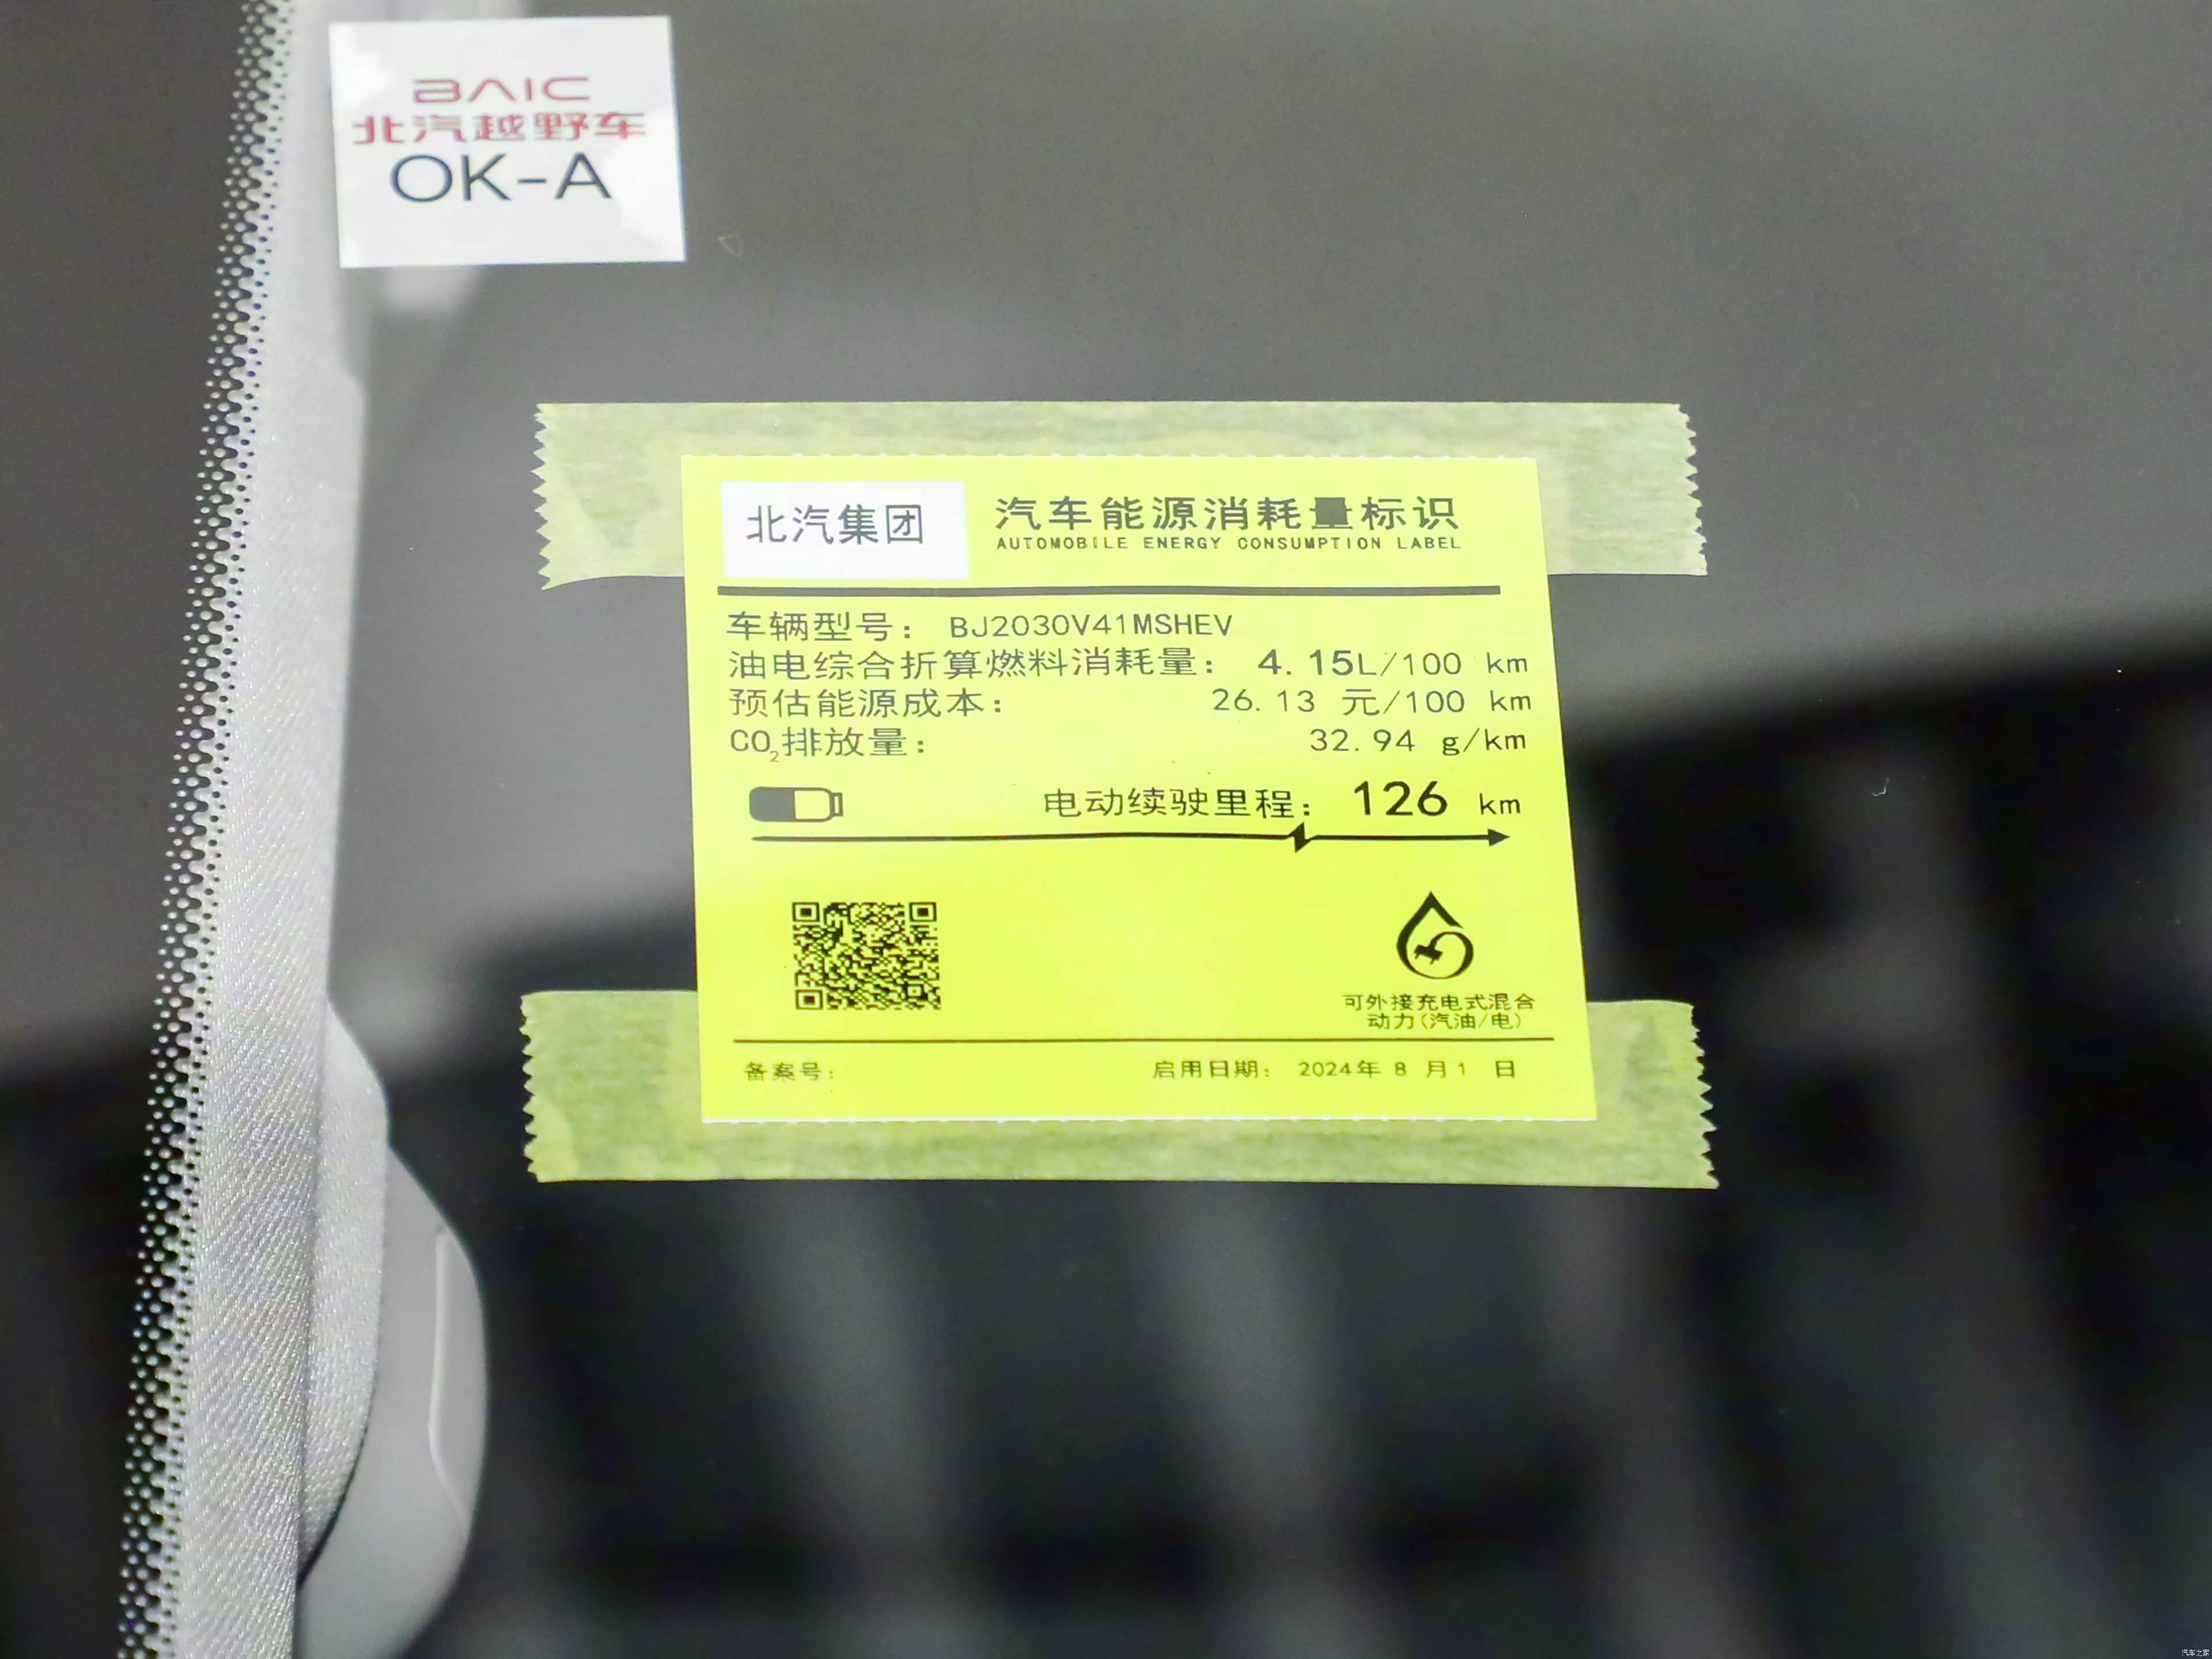 BAIC
北汽越野车
OK-A
北汽集团
汽车能源消耗量标识
AUTOMOBILE ENERGY CONSUMPTION LABEL
车辆型号： BJ2030V41MSHEV
油电综合折算燃料消耗量： 4.15L/100 km
预估能源成本： 26.13 元/100 km
CO₂排放量： 32.94 g/km
电动续驶里程： 126 km
可外接充电式混合
动力(汽油/电)
备案号：
启用日期： 2024年 8 月1 日
汽车之家